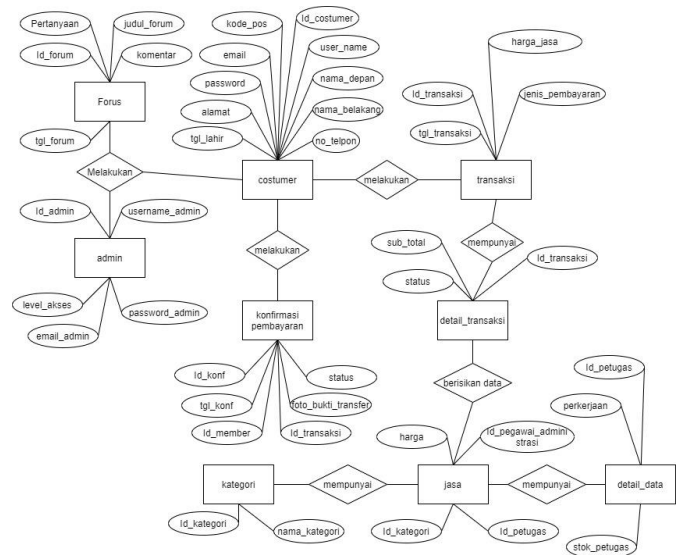 Pertanyaan
judul_forum
Id_forum
komentar
Forus
tgl_forum
Melakukan
Id_admin
username_admin
admin
level_akses
password_admin
email_admin
kode_pos
Id_costumer
email
user_name
password
nama_depan
alamat
nama_belakang
tgl_lahir
no_telpon
costumer
melakukan
harga_jasa
Id_transaksi
jenis_pembayaran
tgl_transaksi
transaksi
mempunyai
sub_total
Id_transaksi
status
detail_transaksi
melakukan
konfirmasi
pembayaran
Id_konf
status
tgl_konf
foto_bukti_transfer
Id_member
Id_transaksi
berisikan data
harga
Id_pegawai_admini
strasi
Id_petugas
perkerjaan
kategori
mempunyai
jasa
mempunyai
detail_data
Id_kategori
nama_kategori
Id_kategori
Id_petugas
stok_petugas